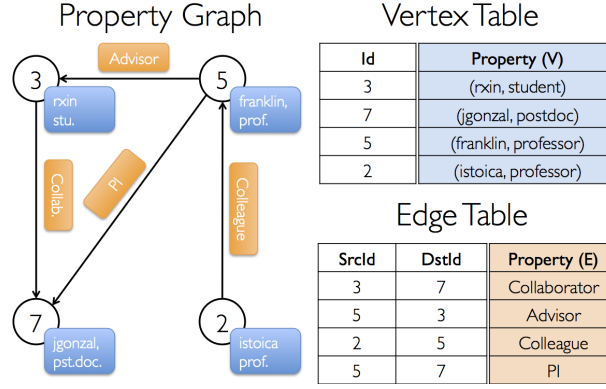 Property Graph
Advisor
3
5
rxin
stu.
franklin,
prof.
Collab.
PI
Colleague
7
2
jgonzal,
pst.doc.
istoica
prof.
Vertex Table
Id Property (V)
3 (rxin, student)
7 (jgonzal, postdoc)
5 (franklin, professor)
2 (istoica, professor)
Edge Table
SrcId DstId Property (E)
3 7 Collaborator
5 3 Advisor
2 5 Colleague
5 7 PI